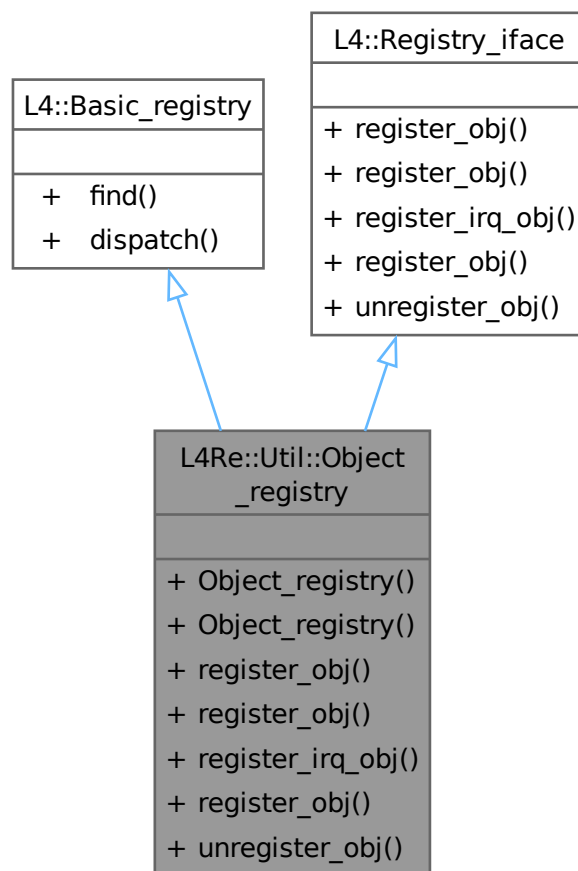 L4::Registry_iface
+ register_obj()
+ register_obj()
+ register_irq_obj()
+ register_obj()
+ unregister_obj()
L4::Basic_registry
+ find()
+ dispatch()
L4Re::Util::Object
_registry
+ Object_registry()
+ Object_registry()
+ register_obj()
+ register_obj()
+ register_irq_obj()
+ register_obj()
+ unregister_obj()